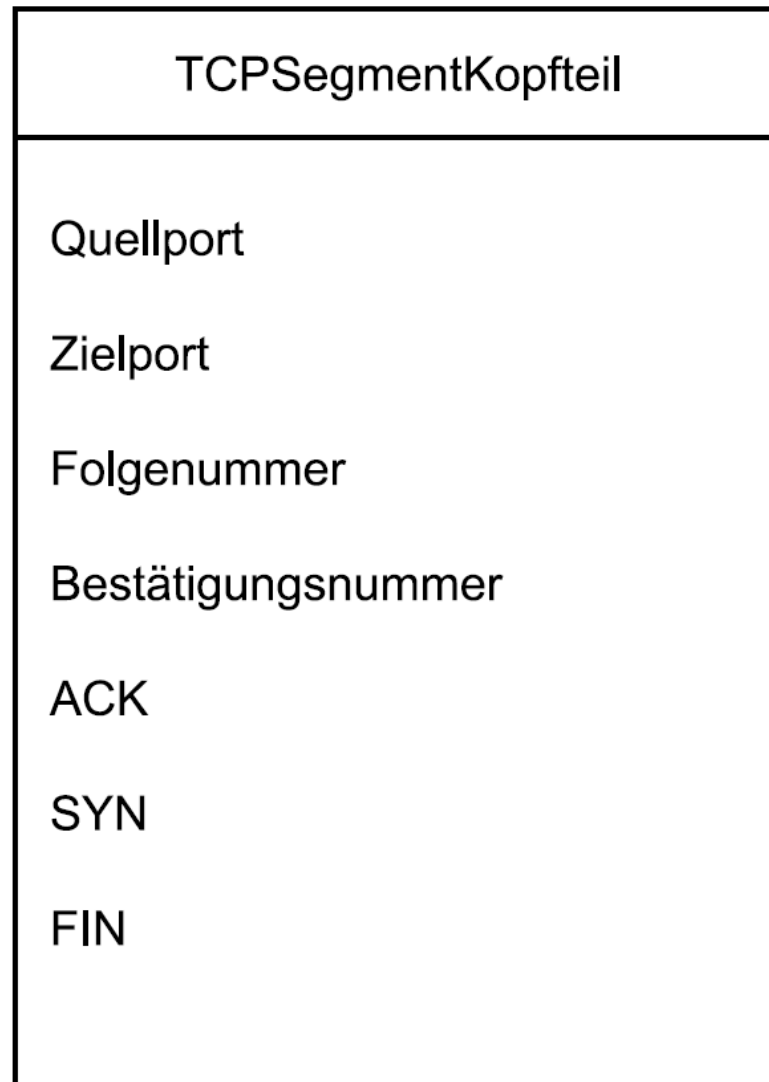 TCPSegmentKopfteil
Quellport
Zielport
Folgenummer
Bestätigungsnummer
ACK
SYN
FIN